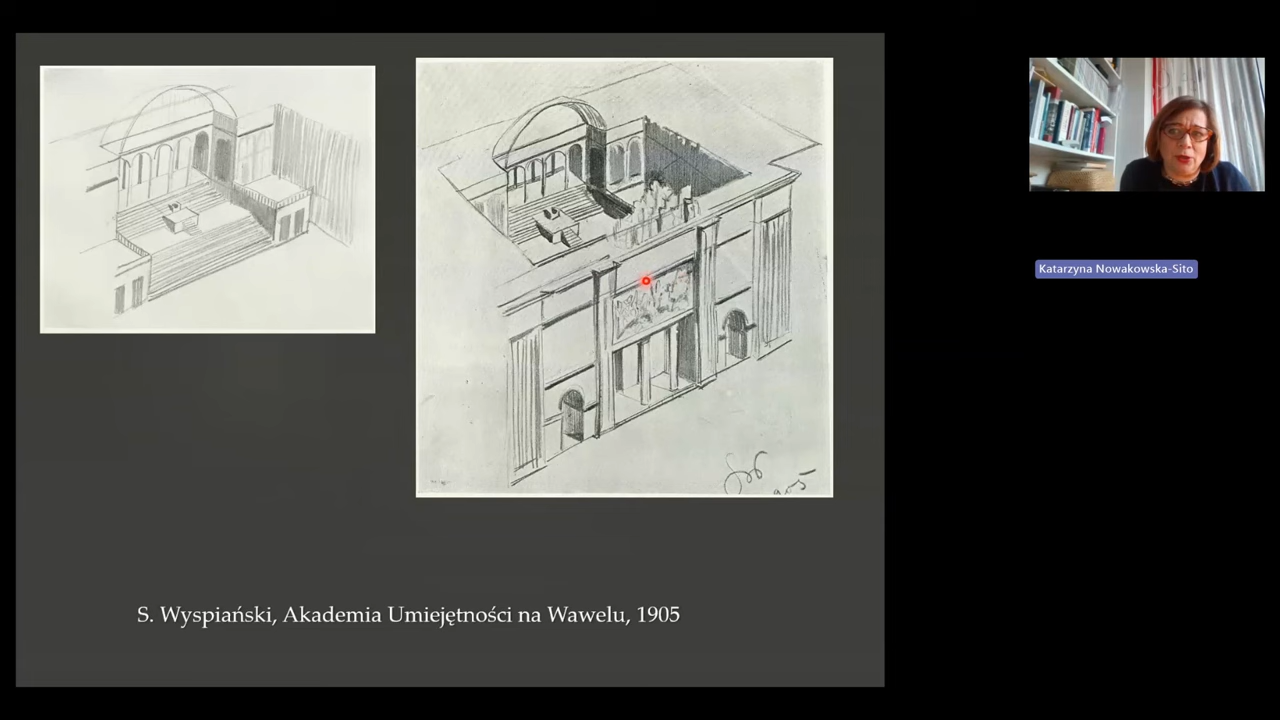 Katarzyna Nowakowska-Sito
S. Wyspiański, Akademia Umiejętności na Wawelu, 1905